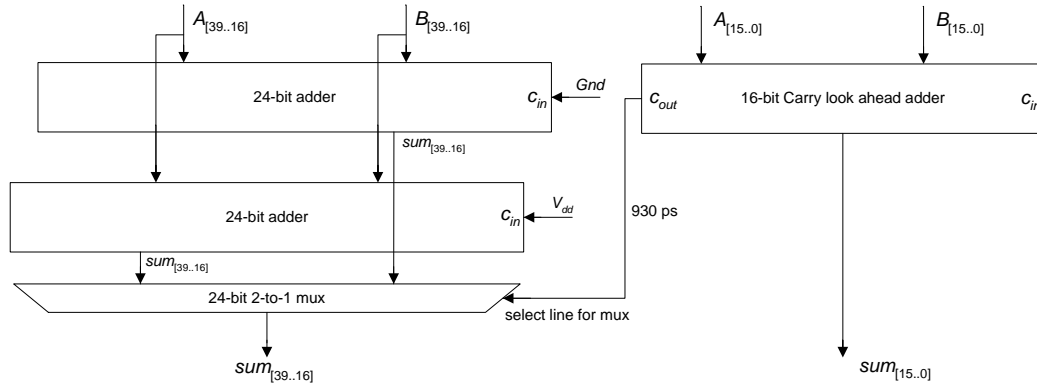 A[39..16]
B[39..16]
A[15..0]
B[15..0]
24-bit adder
cin
Gnd
cout
16-bit Carry look ahead adder
cin
sum[39..16]
24-bit adder
cin
Vdd
930 ps
sum[39..16]
24-bit 2-to-1 mux
select line for mux
sum[39..16]
sum[15..0]